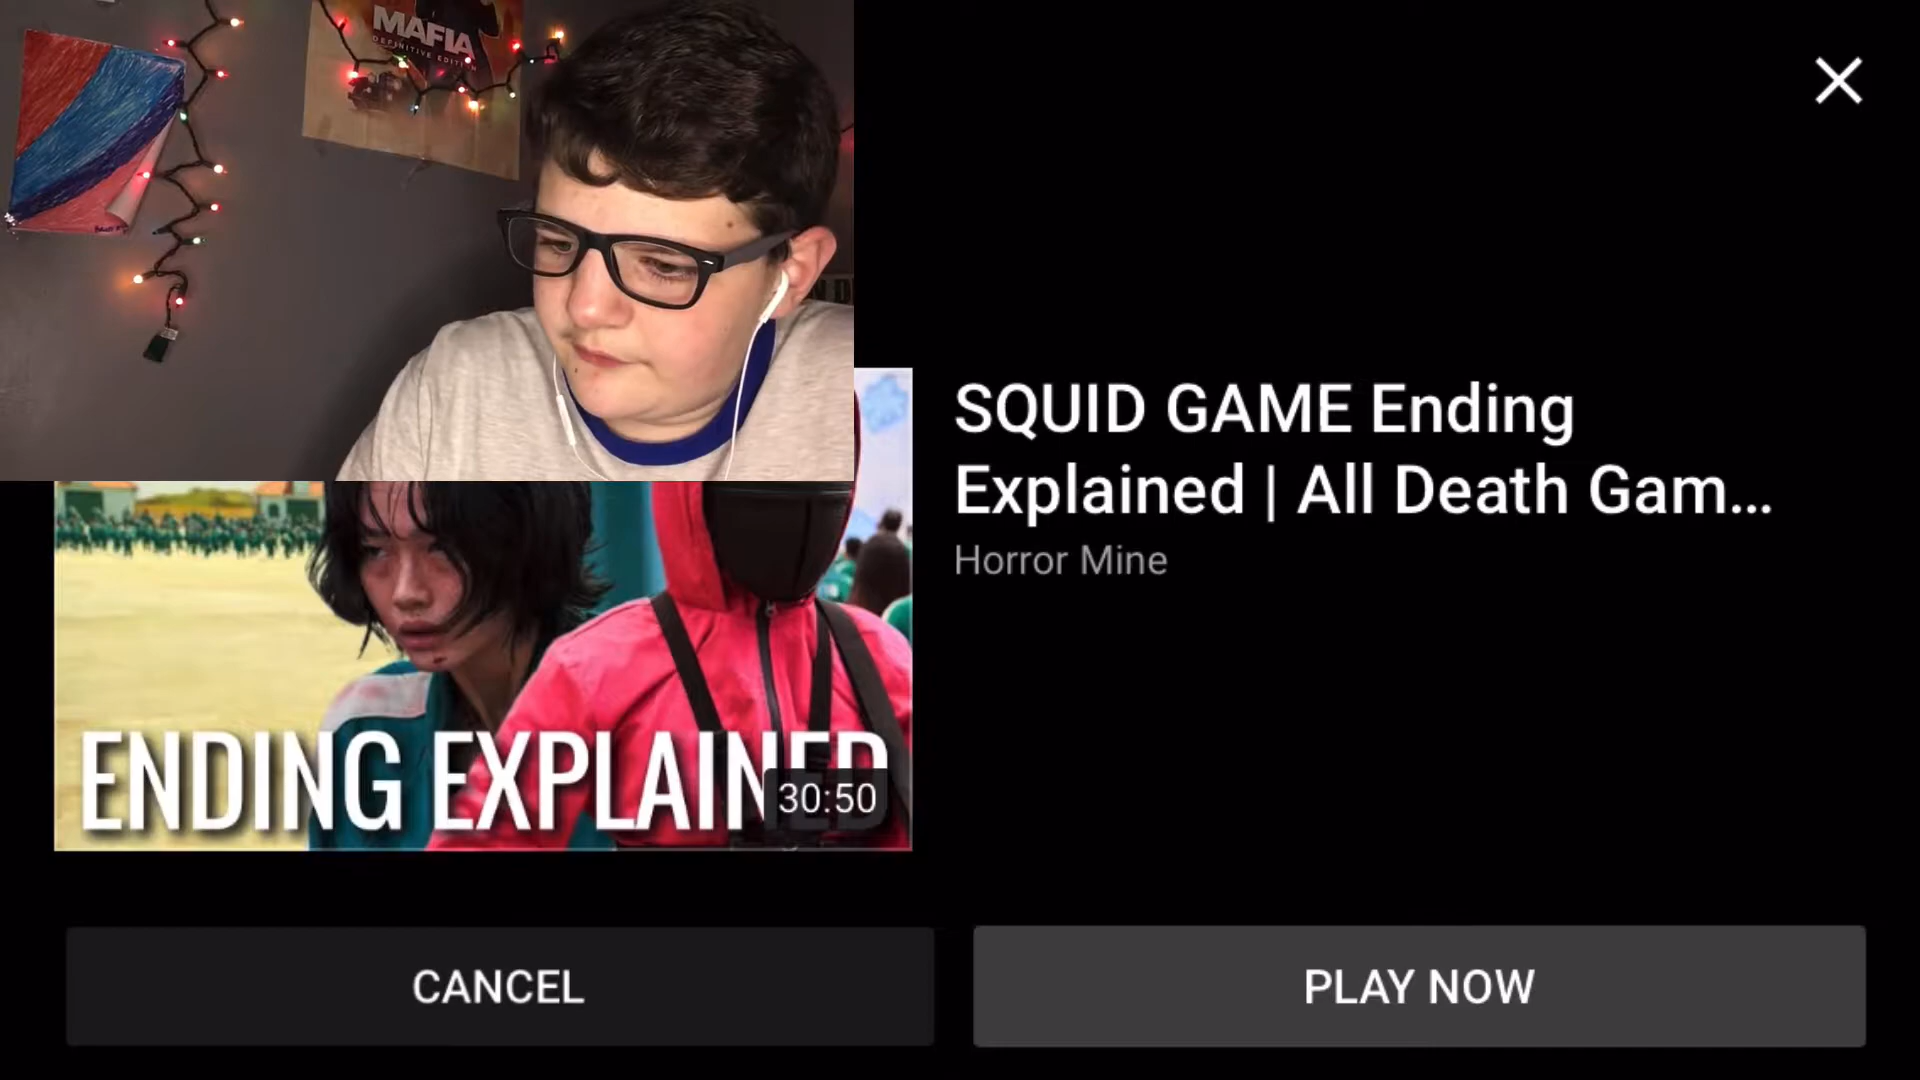 MAFIA
DEFINITIVE EDITION
SQUID GAME Ending
Explained | All Death Gam...
Horror Mine
ENDING EXPLAINED
30:50
CANCEL
PLAY NOW